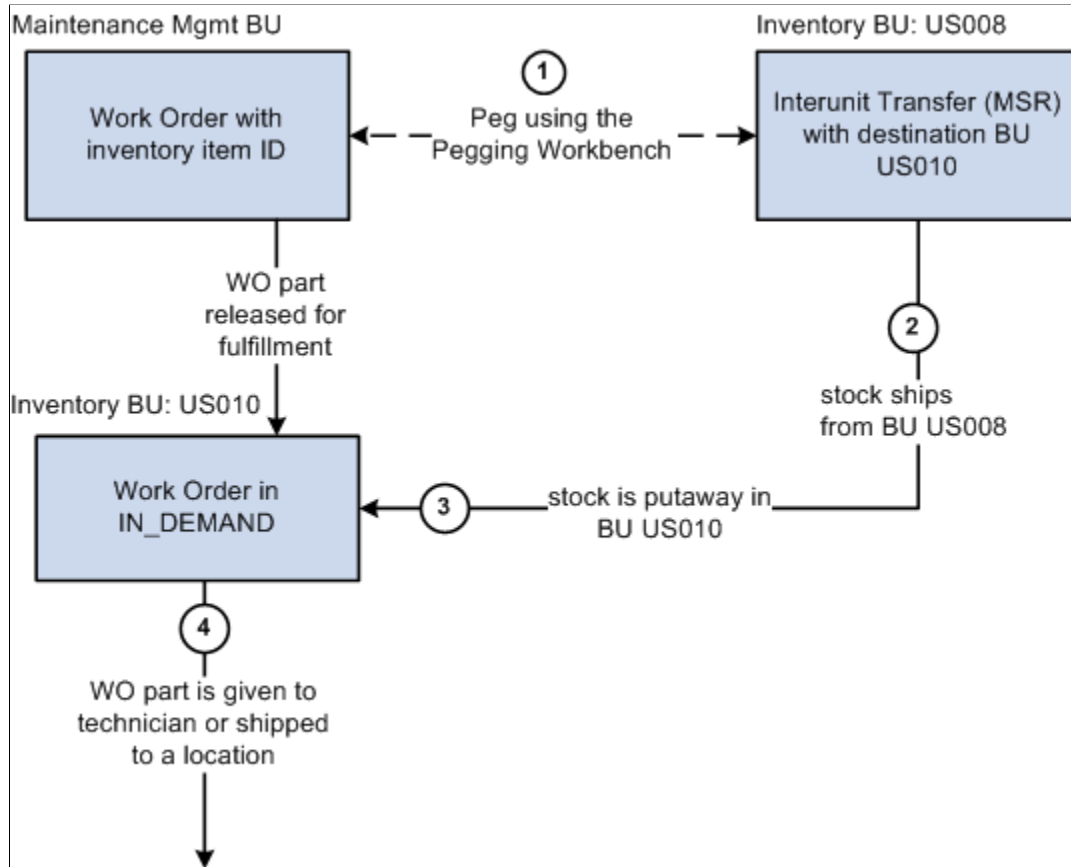 Maintenance Mgmt BU
Inventory BU: US008
1
Work Order with
inventory item ID
Peg using the
Pegging Workbench
Interunit Transfer (MSR)
with destination BU
US010
WO part
released for
fulfillment
2
stock ships
from BU US008
Inventory BU: US010
Work Order in
IN_DEMAND
3
stock is putaway in
BU US010
4
WO part is given to
technician or shipped
to a location